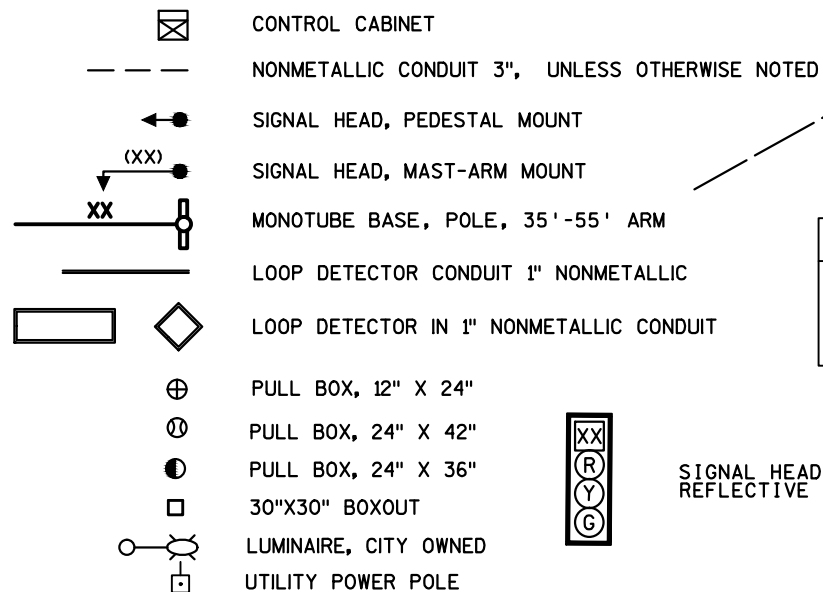 CONTROL CABINET
NONMETALLIC CONDUIT 3", UNLESS OTHERWISE NOTED
SIGNAL HEAD, PEDESTAL MOUNT
(XX)
SIGNAL HEAD, MAST-ARM MOUNT
XX
MONOTUBE BASE, POLE, 35'-55' ARM
LOOP DETECTOR CONDUIT 1" NONMETALLIC
LOOP DETECTOR IN 1" NONMETALLIC CONDUIT
PULL BOX, 12" X 24"
PULL BOX, 24" X 42"
PULL BOX, 24" X 36"
30"X30" BOXOUT
LUMINAIRE, CITY OWNED
UTILITY POWER POLE
XX
R
Y
G
SIGNAL HEAD
REFLECTIVE